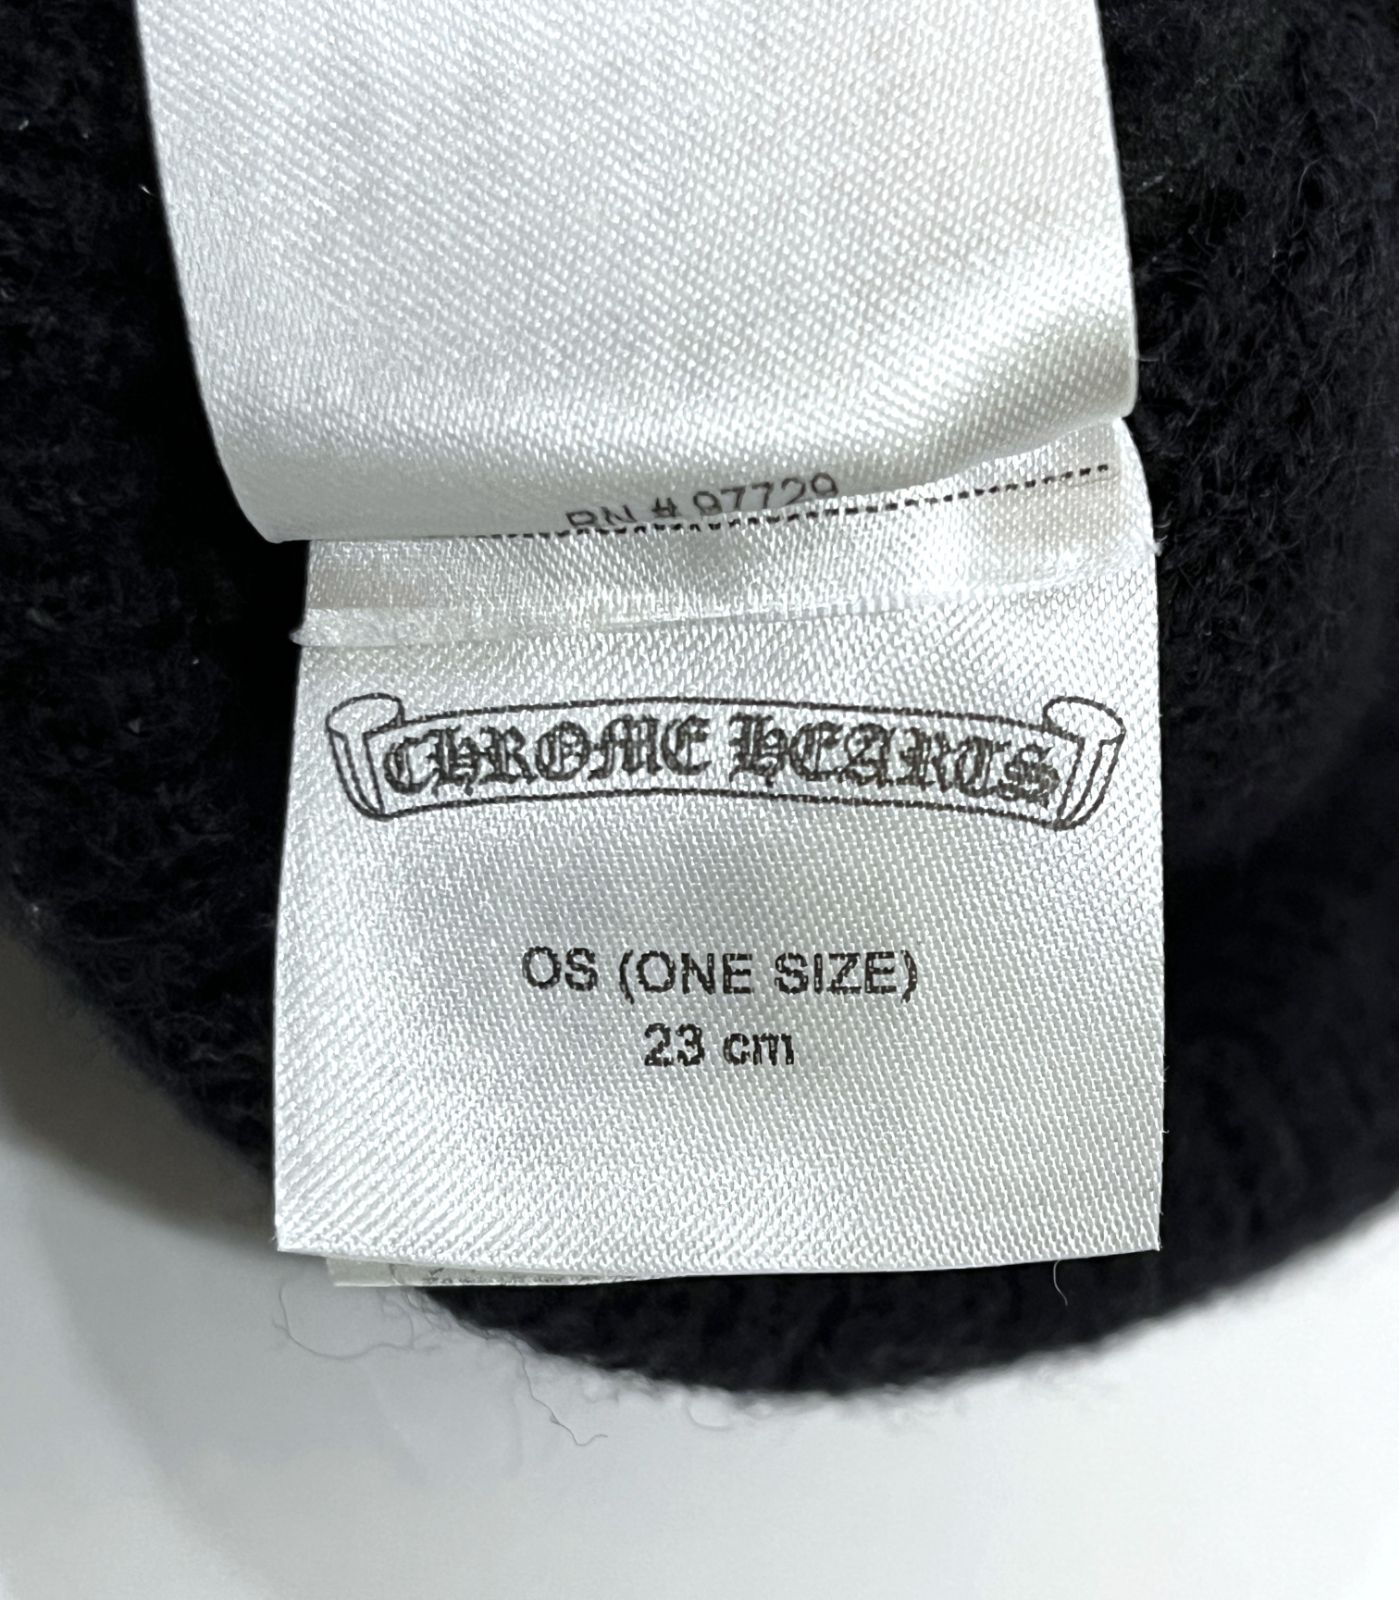 RN # 97729
CHROME HEARTS
OS (ONE SIZE)
23 cm